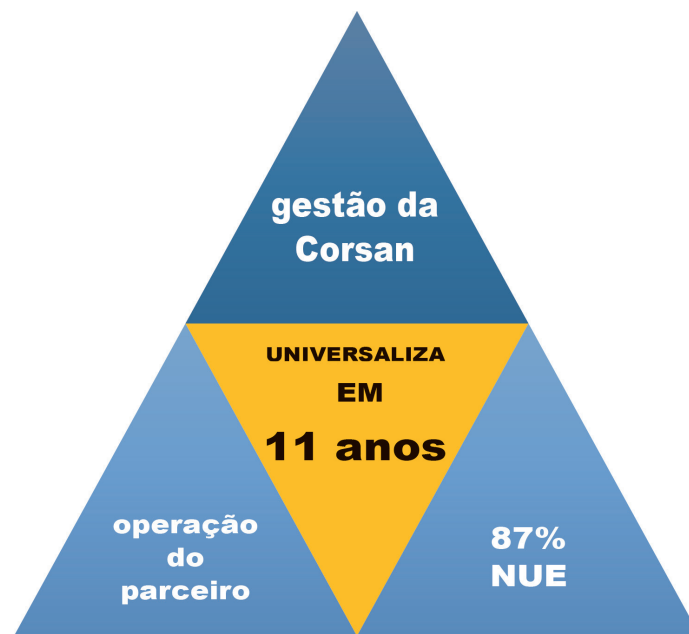 gestão da
Corsan
UNIVERSALIZA
EM
11 anos
operação
do
parceiro
87%
NUE